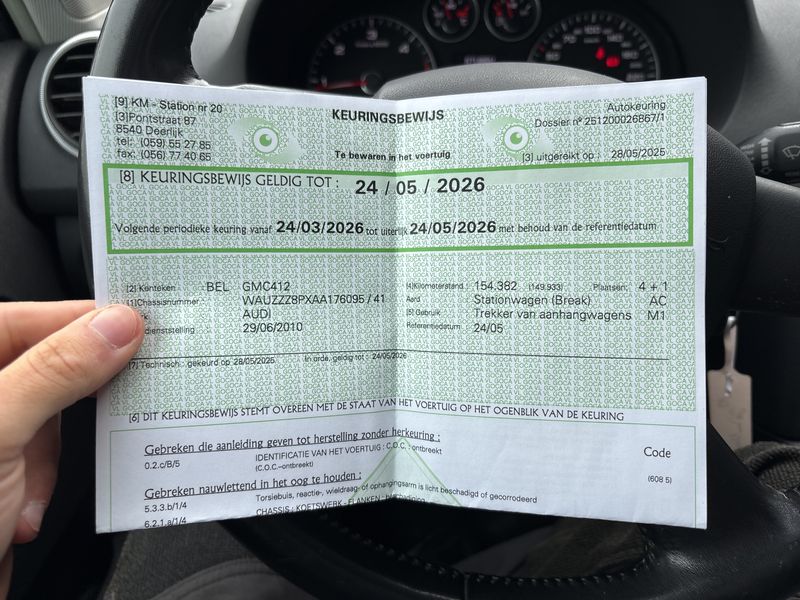 [9] KM - Station nr 20
[3]Pontstraat 87
8540 Deerlijk
tel: (059) 55 27 85
fax: (056) 77 40 65
KEURINGSBEWIJS
Te bewaren in het voertuig
Autokeuring
Dossier nº 251200026867/1
[3] uitgereikt op : 28/05/2025
[8] KEURINGSBEWIJS GELDIG TOT : 24 / 05 / 2026
Volgende periodieke keuring vanaf 24/03/2026 tot uiterlijk 24/05/2026 met behoud van de referentiedatum
[2] Kenteken : BEL GMC412
[1]Chassisnummer : WAUZZZ8PXAA176095 / 41
AUDI
dienststelling 29/06/2010
[4]Kilometerstand : 154.382 (149.933) Plaatsen: 4 + 1
Aard : Stationwagen (Break) AC
[5] Gebruik : Trekker van aanhangwagens M1
Referentiedatum 24/05
[7] Technisch : gekeurd op 28/05/2025 In orde, geldig tot : 24/05/2026
[6] DIT KEURINGSBEWIJS STEMT OVEREEN MET DE STAAT VAN HET VOERTUIG OP HET OGENBLIK VAN DE KEURING
Gebreken die aanleiding geven tot herstelling zonder herkeuring :
Code
0.2.c/B/5 IDENTIFICATIE VAN HET VOERTUIG : C.O.C. : ontbreekt
(C.O.C.-ontbreekt)
(608 5)
Gebreken nauwlettend in het oog te houden :
5.3.3.b/1/4 Torsiebuis, reactie-, wieldraag- of ophangingsarm is licht beschadigd of gecorrodeerd
6.2.1.a/1/4 CHASSIS : KOETSWERK - FLANKEN :